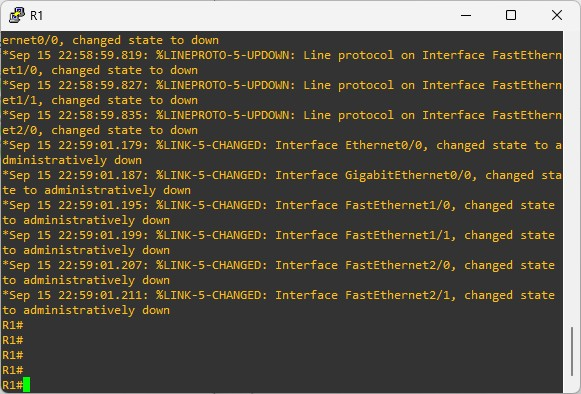 R1
ernet0/0, changed state to down
*Sep 15 22:58:59.819: %LINEPROTO-5-UPDOWN: Line protocol on Interface FastEthern
et1/0, changed state to down
*Sep 15 22:58:59.827: %LINEPROTO-5-UPDOWN: Line protocol on Interface FastEthern
et1/1, changed state to down
*Sep 15 22:58:59.835: %LINEPROTO-5-UPDOWN: Line protocol on Interface FastEthern
et2/0, changed state to down
*Sep 15 22:59:01.179: %LINK-5-CHANGED: Interface Ethernet0/0, changed state to a
dministratively down
*Sep 15 22:59:01.187: %LINK-5-CHANGED: Interface GigabitEthernet0/0, changed sta
te to administratively down
*Sep 15 22:59:01.195: %LINK-5-CHANGED: Interface FastEthernet1/0, changed state
to administratively down
*Sep 15 22:59:01.199: %LINK-5-CHANGED: Interface FastEthernet1/1, changed state
to administratively down
*Sep 15 22:59:01.207: %LINK-5-CHANGED: Interface FastEthernet2/0, changed state
to administratively down
*Sep 15 22:59:01.211: %LINK-5-CHANGED: Interface FastEthernet2/1, changed state
to administratively down
R1#
R1#
R1#
R1#
R1#